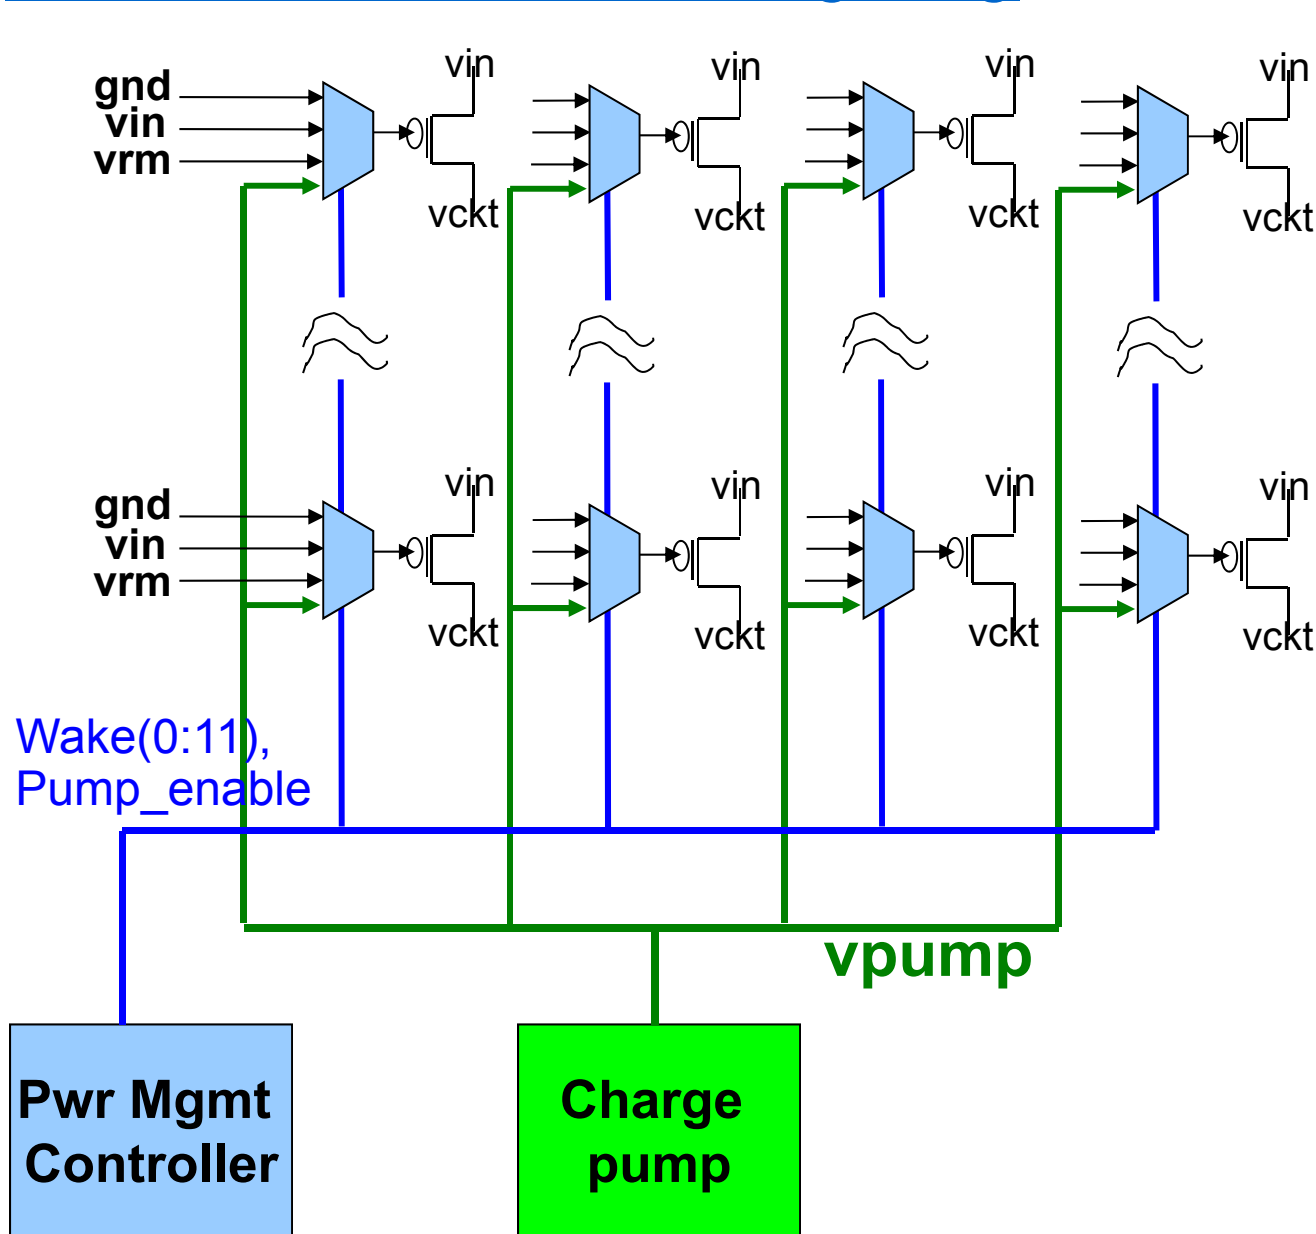 vin vin vin vin
gnd
vin
vrm
vckt vckt vckt vckt
vin vin vin vin
gnd
vin
vrm
vckt vckt vckt vckt
Wake(0:11),
Pump_enable
vpump
Pwr Mgmt
Controller
Charge
pump